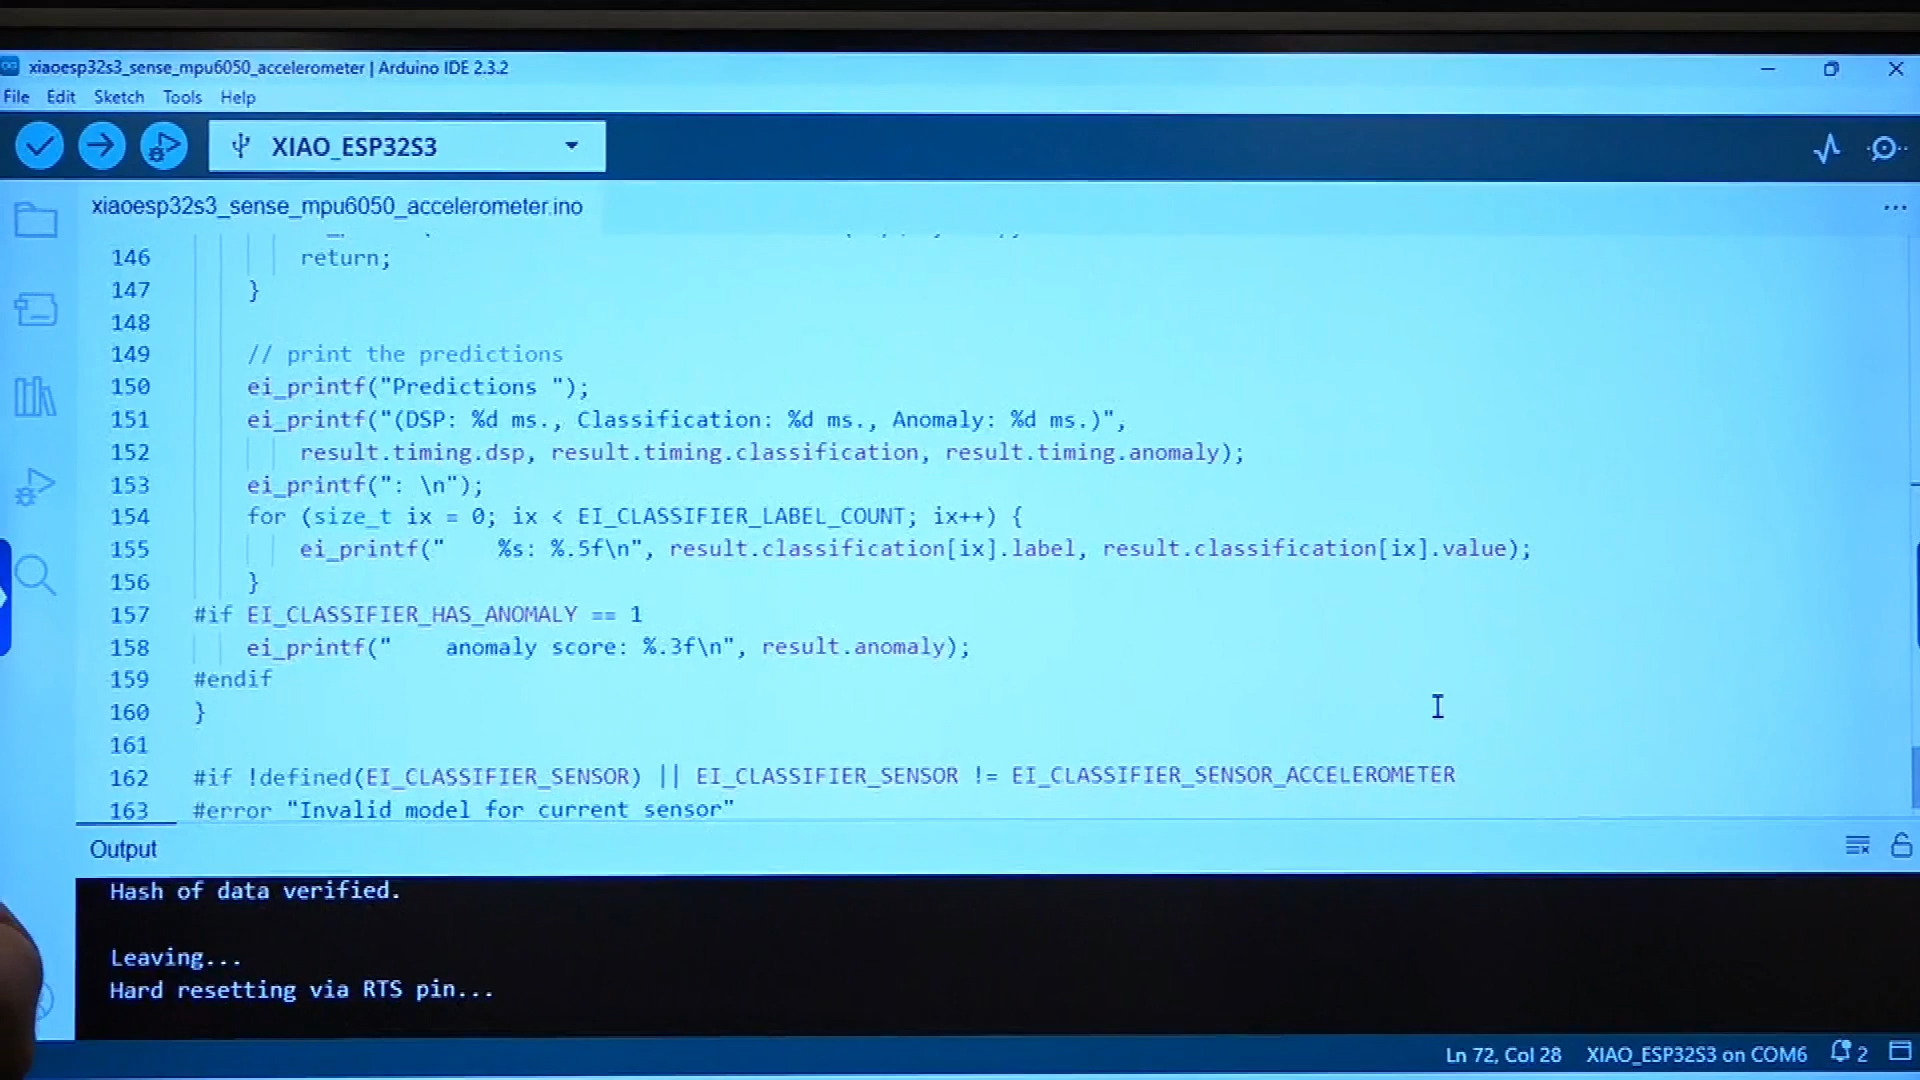 xiaoesp32s3_sense_mpu6050_accelerometer | Arduino IDE 2.3.2
File Edit Sketch Tools Help
XIAO_ESP32S3
xiaoesp32s3_sense_mpu6050_accelerometer.ino
146 return;
147 }
148
149 // print the predictions
150 ei_printf("Predictions ");
151 ei_printf("(DSP: %d ms., Classification: %d ms., Anomaly: %d ms.)",
152 result.timing.dsp, result.timing.classification, result.timing.anomaly);
153 ei_printf(": \n");
154 for (size_t ix = 0; ix < EI_CLASSIFIER_LABEL_COUNT; ix++) {
155 ei_printf("    %s: %.5f\n", result.classification[ix].label, result.classification[ix].value);
156 }
157 #if EI_CLASSIFIER_HAS_ANOMALY == 1
158 ei_printf("    anomaly score: %.3f\n", result.anomaly);
159 #endif
160 }
161
162 #if !defined(EI_CLASSIFIER_SENSOR) || EI_CLASSIFIER_SENSOR != EI_CLASSIFIER_SENSOR_ACCELEROMETER
163 #error "Invalid model for current sensor"
Output
Hash of data verified.
Leaving...
Hard resetting via RTS pin...
Ln 72, Col 28 XIAO_ESP32S3 on COM6 2